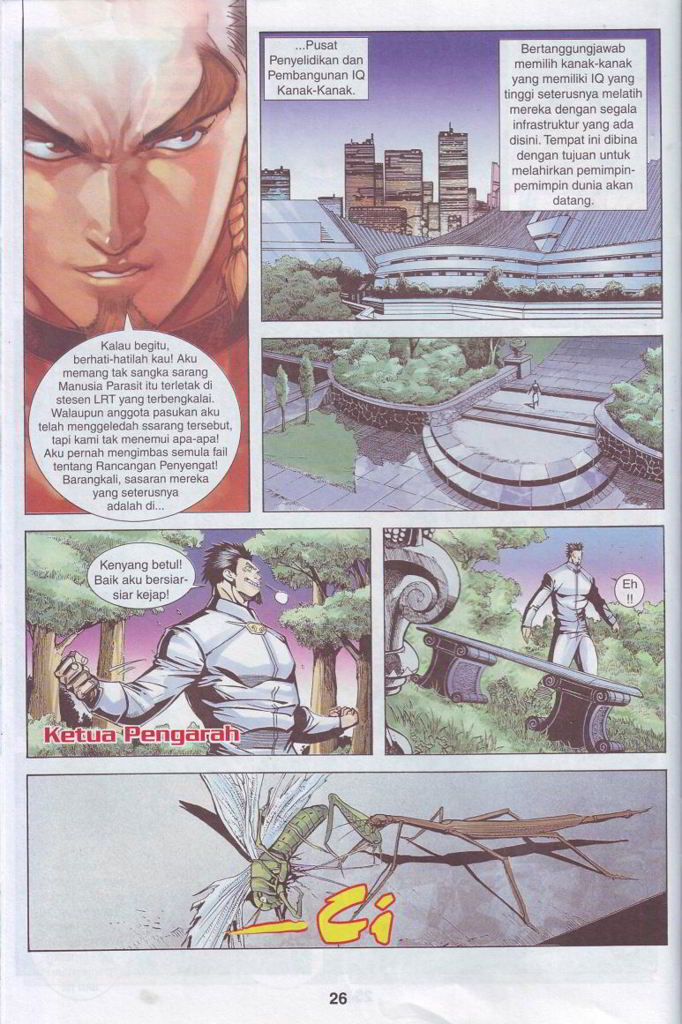 Kalau begitu,
berhati-hatilah kau! Aku
memang tak sangka sarang
Manusia Parasit itu terletak di
stesen LRT yang terbengkalai.
Walaupun anggota pasukan aku
telah menggeledah ssarang tersebut,
tapi kami tak menemui apa-apa!
Aku pernah mengimbas semula fail
tentang Rancangan Penyengat!
Barangkali, sasaran mereka
yang seterusnya
adalah di...
...Pusat
Penyelidikan dan
Pembangunan IQ
Kanak-Kanak.
Bertanggungjawab
memilih kanak-kanak
yang memiliki IQ yang
tinggi seterusnya melatih
mereka dengan segala
infrastruktur yang ada
disini. Tempat ini dibina
dengan tujuan untuk
melahirkan pemimpin-
pemimpin dunia akan
datang.
Kenyang betul!
Baik aku bersiar-
siar kejap!
Ketua Pengarah
Eh
!!
Ci
26